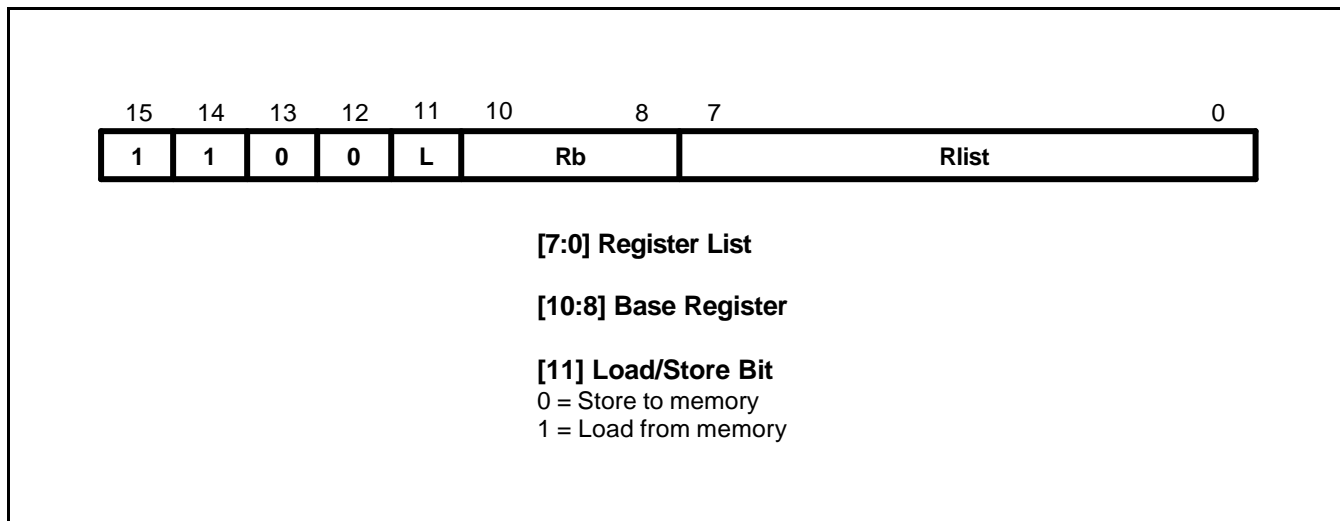 15 14 13 12 11 10 8 7 0
1 1 0 0 L Rb Rlist
[7:0] Register List
[10:8] Base Register
[11] Load/Store Bit
0 = Store to memory
1 = Load from memory